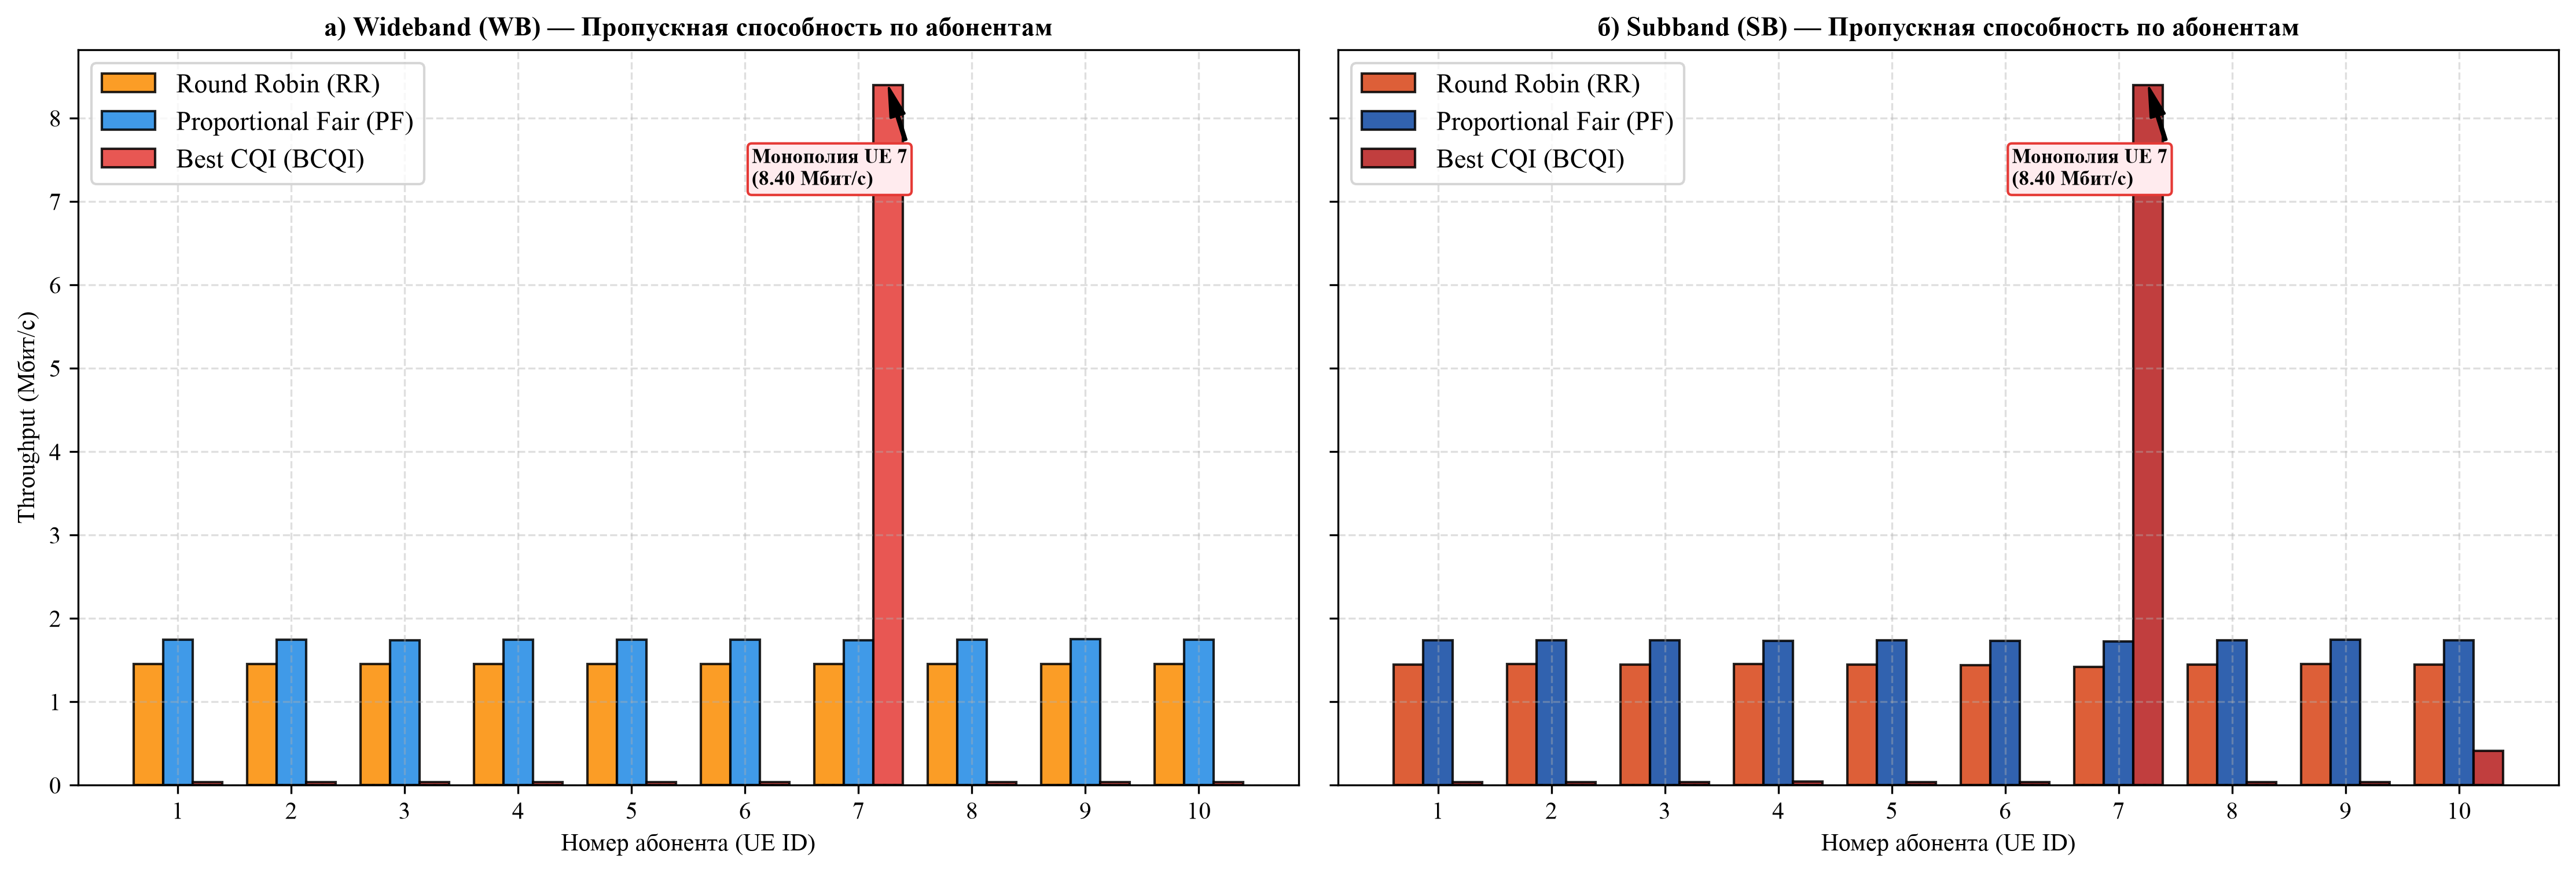 а) Wideband (WB) — Пропускная способность по абонентам
Round Robin (RR)
Proportional Fair (PF)
Best CQI (BCQI)
Монополия UE 7
(8.40 Мбит/с)
Throughput (Мбит/с)
8
7
6
5
4
3
2
1
0
1 2 3 4 5 6 7 8 9 10
Номер абонента (UE ID)
б) Subband (SB) — Пропускная способность по абонентам
Round Robin (RR)
Proportional Fair (PF)
Best CQI (BCQI)
Монополия UE 7
(8.40 Мбит/с)
1 2 3 4 5 6 7 8 9 10
Номер абонента (UE ID)